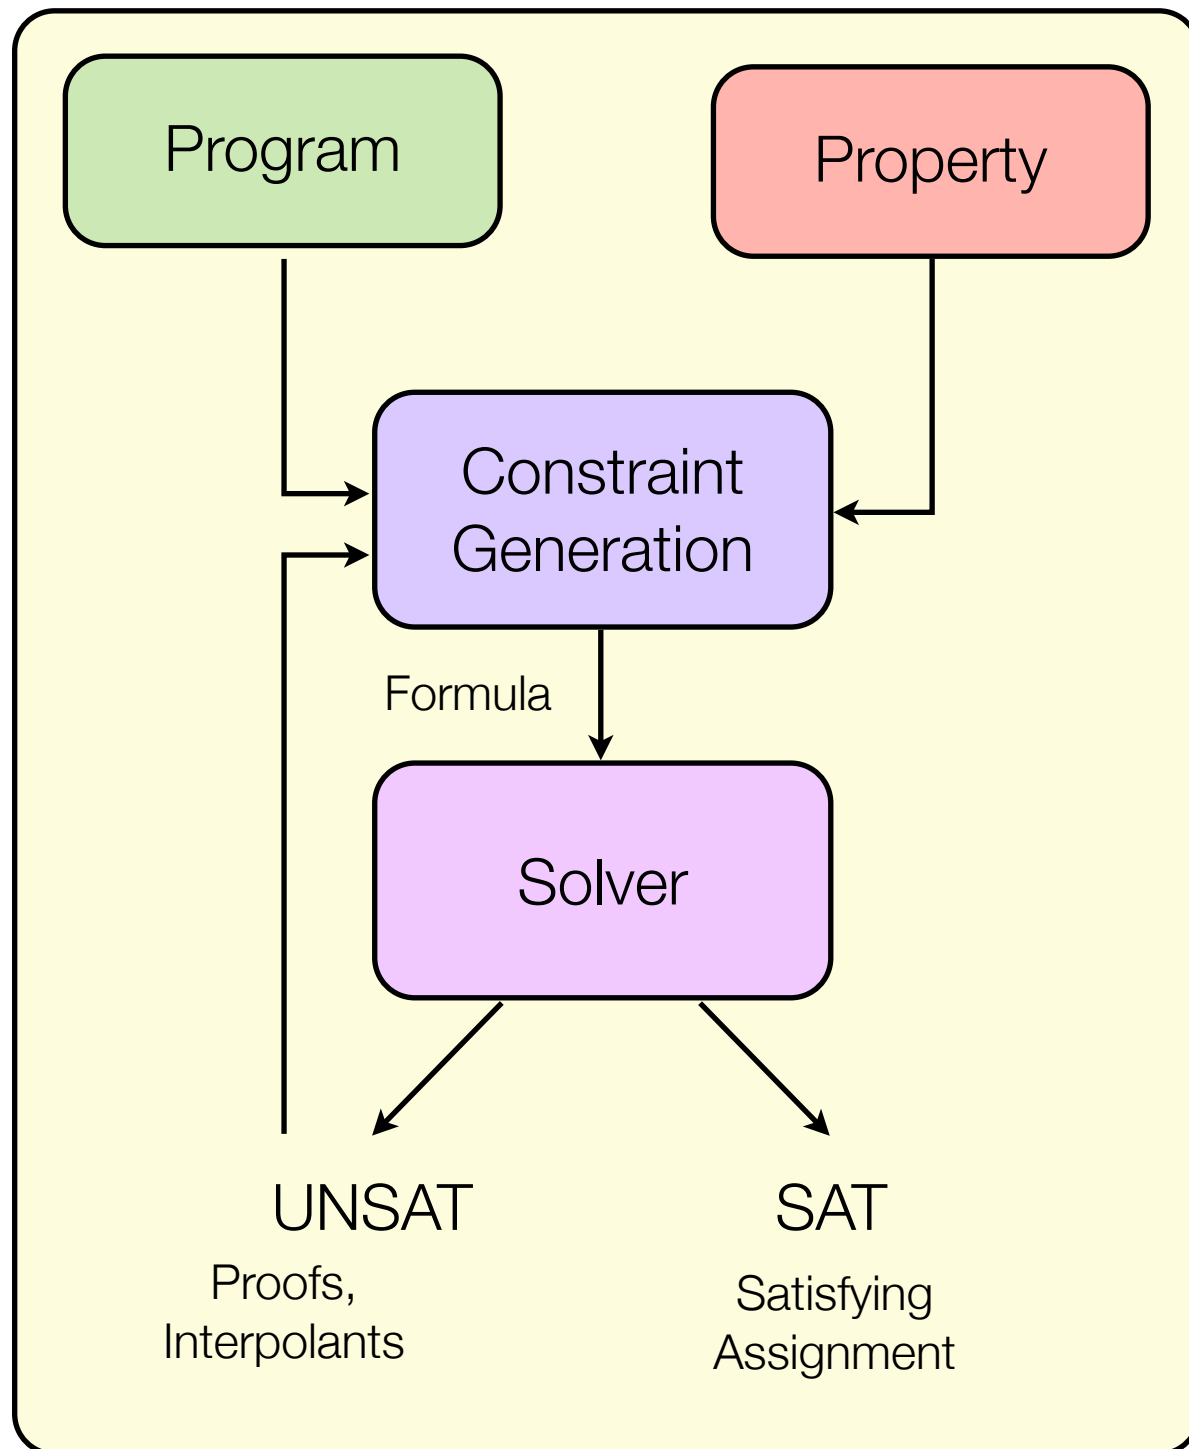 Program
Property
Constraint
Generation
Formula
Solver
UNSAT
Proofs,
Interpolants
SAT
Satisfying
Assignment